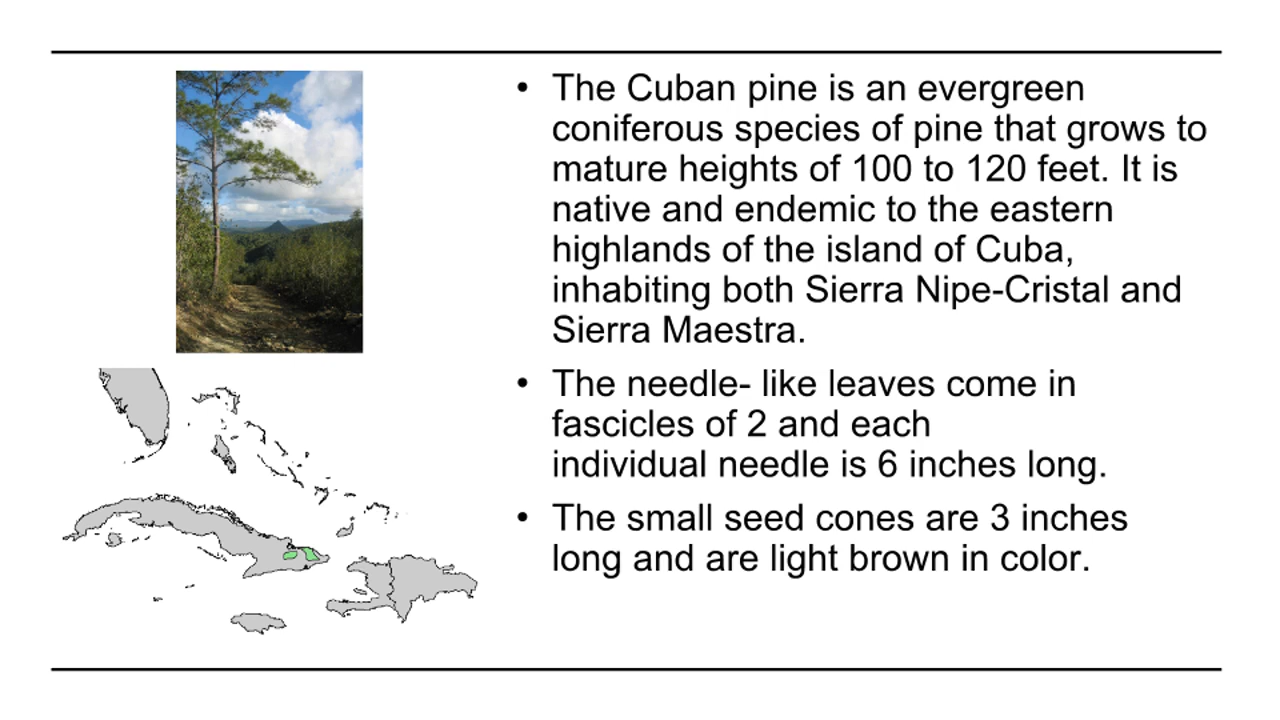 • The Cuban pine is an evergreen
coniferous species of pine that grows to
mature heights of 100 to 120 feet. It is
native and endemic to the eastern
highlands of the island of Cuba,
inhabiting both Sierra Nipe-Cristal and
Sierra Maestra.
• The needle- like leaves come in
fascicles of 2 and each
individual needle is 6 inches long.
• The small seed cones are 3 inches
long and are light brown in color.